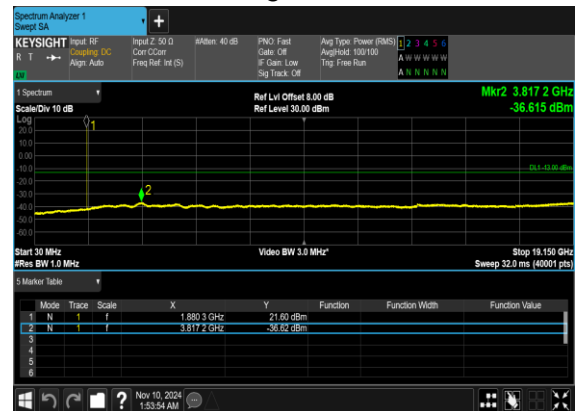 Spectrum Analyzer 1
Swept SA
+
KEYSIGHT Input: RF Input Z: 50 Ω #Atten: 40 dB PNO: Fast Avg Type: Power (RMS) 1 2 3 4 5 6
R T Coupling: DC Corr CCorr Gate: Off Avg|Hold: 100/100 A W W W W W
Align: Auto Freq Ref: Int (S) IF Gain: Low Trig: Free Run
LU Sig Track: Off A N N N N N
1 Spectrum Ref Lvl Offset 8.00 dB Mkr2 3.817 2 GHz
Scale/Div 10 dB Ref Level 30.00 dBm -36.615 dBm
Log
20.0
10.0
0.00
-10.0
-20.0
-30.0
-40.0
-50.0
-60.0
1
DL1 -13.00 dBm
2
Start 30 MHz Video BW 3.0 MHz* Stop 19.150 GHz
#Res BW 1.0 MHz Sweep 32.0 ms (40001 pts)
5 Marker Table
Mode Trace Scale X Y Function Function Width Function Value
1 N 1 f 1.880 3 GHz 21.60 dBm
2 N 1 f 3.817 2 GHz -36.62 dBm
3
4
5
6
? Nov 10, 2024
1:53:54 AM